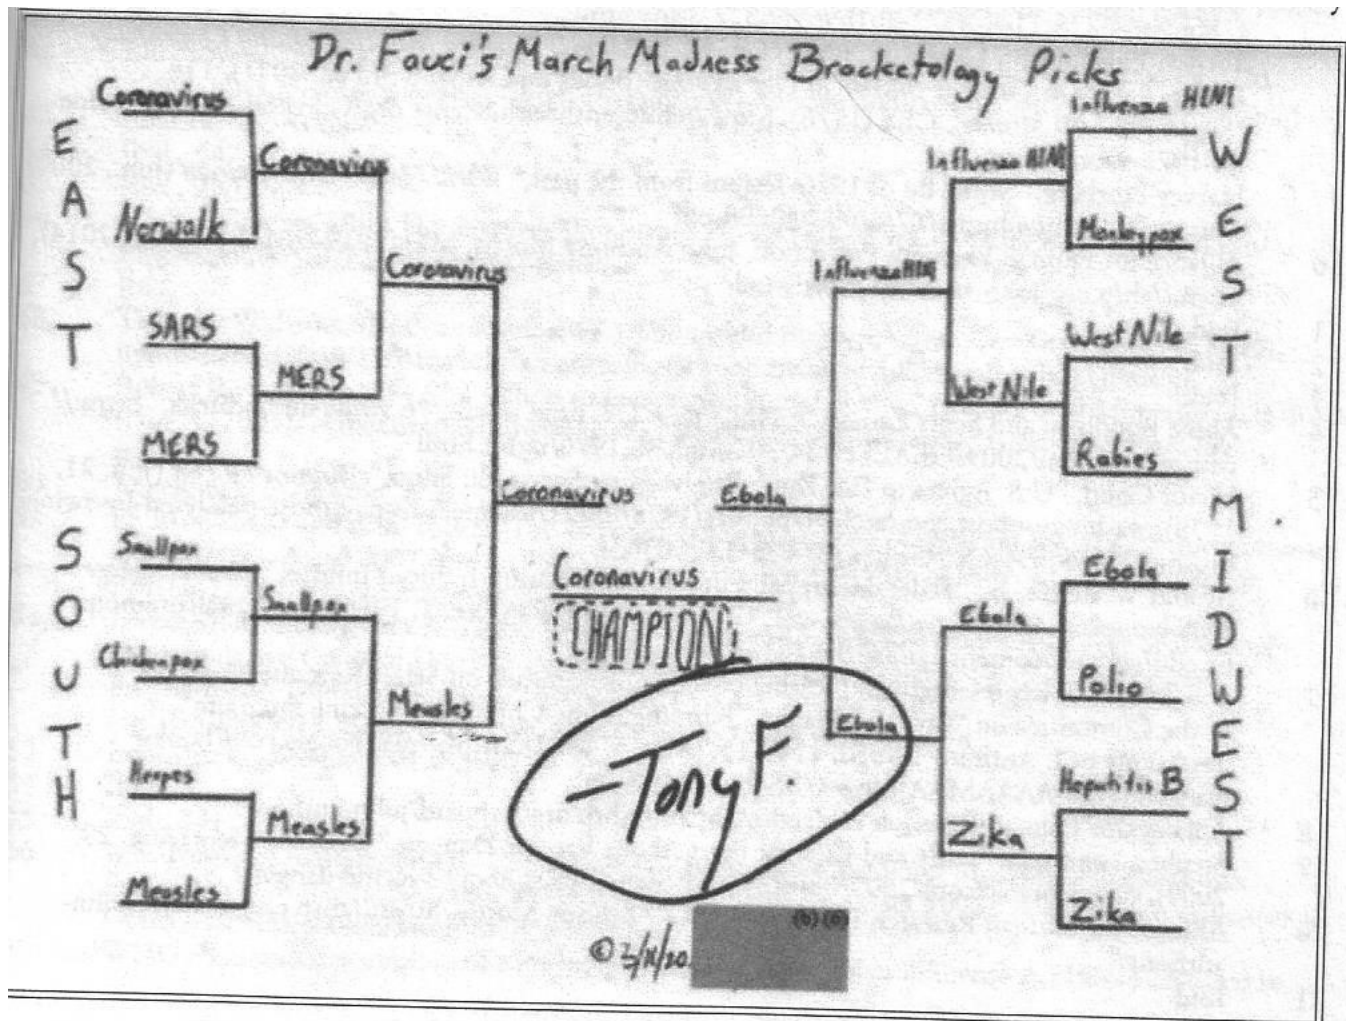 Dr. Fauci's March Madness Bracketology Picks
EAST
Coronavirus
Coronavirus
Norwalk
Coronavirus
SARS
MERS
MERS
Coronavirus
SOUTH
Smallpox
Smallpox
Chickenpox
Measles
Herpes
Measles
Measles
WEST
Influenza H1N1
Influenza H1N1
Monkeypox
Influenza H1N1
West Nile
West Nile
Rabies
Ebola
MIDWEST
Ebola
Ebola
Polio
Ebola
Hepatitis B
Zika
Zika
Coronavirus
CHAMPION
-Tony F.
(b)(6)
©